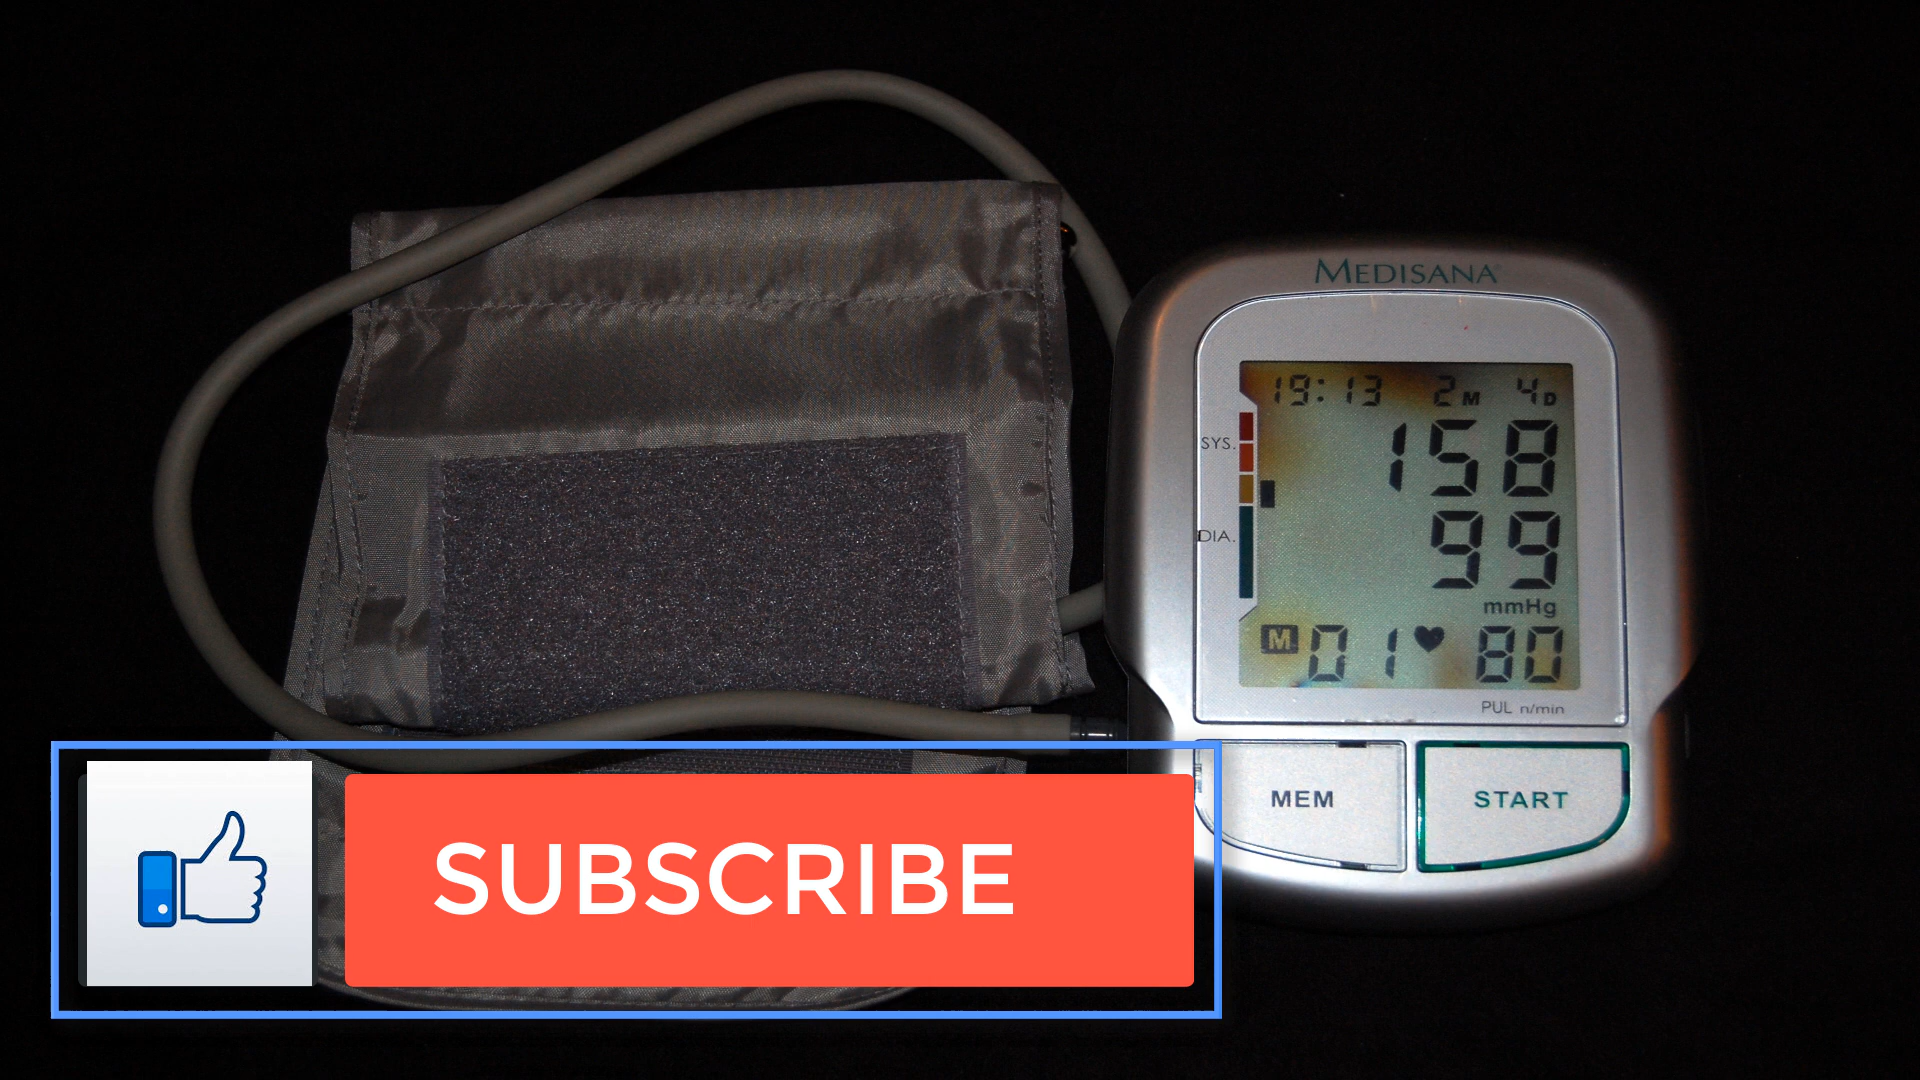 MEDISANA
19:13 2M 4D
SYS. 158
DIA. 99
mmHg
M 01 80
PUL n/min
MEM START
SUBSCRIBE